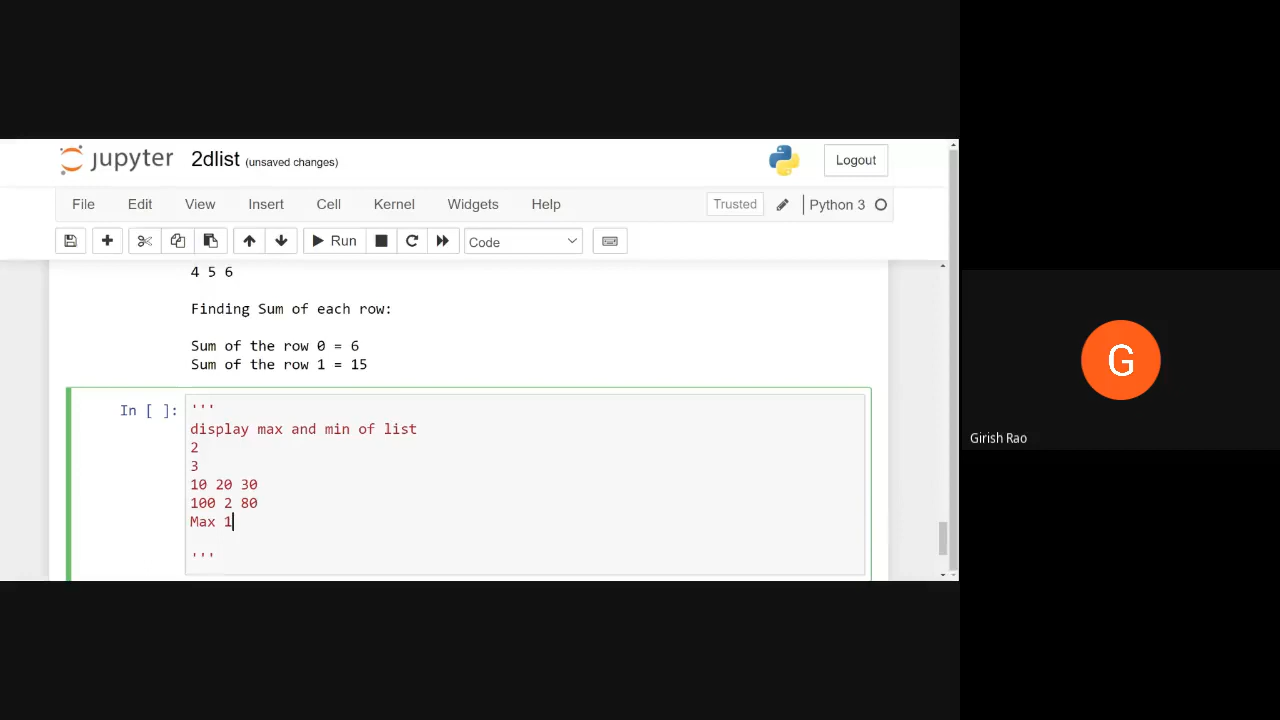 jupyter 2dlist (unsaved changes) Logout
File Edit View Insert Cell Kernel Widgets Help Trusted Python 3
Run Code
4 5 6
Finding Sum of each row:
Sum of the row 0 = 6
Sum of the row 1 = 15
In [ ]: '''
display max and min of list
2
3
10 20 30
100 2 80
Max 1
'''
G
Girish Rao